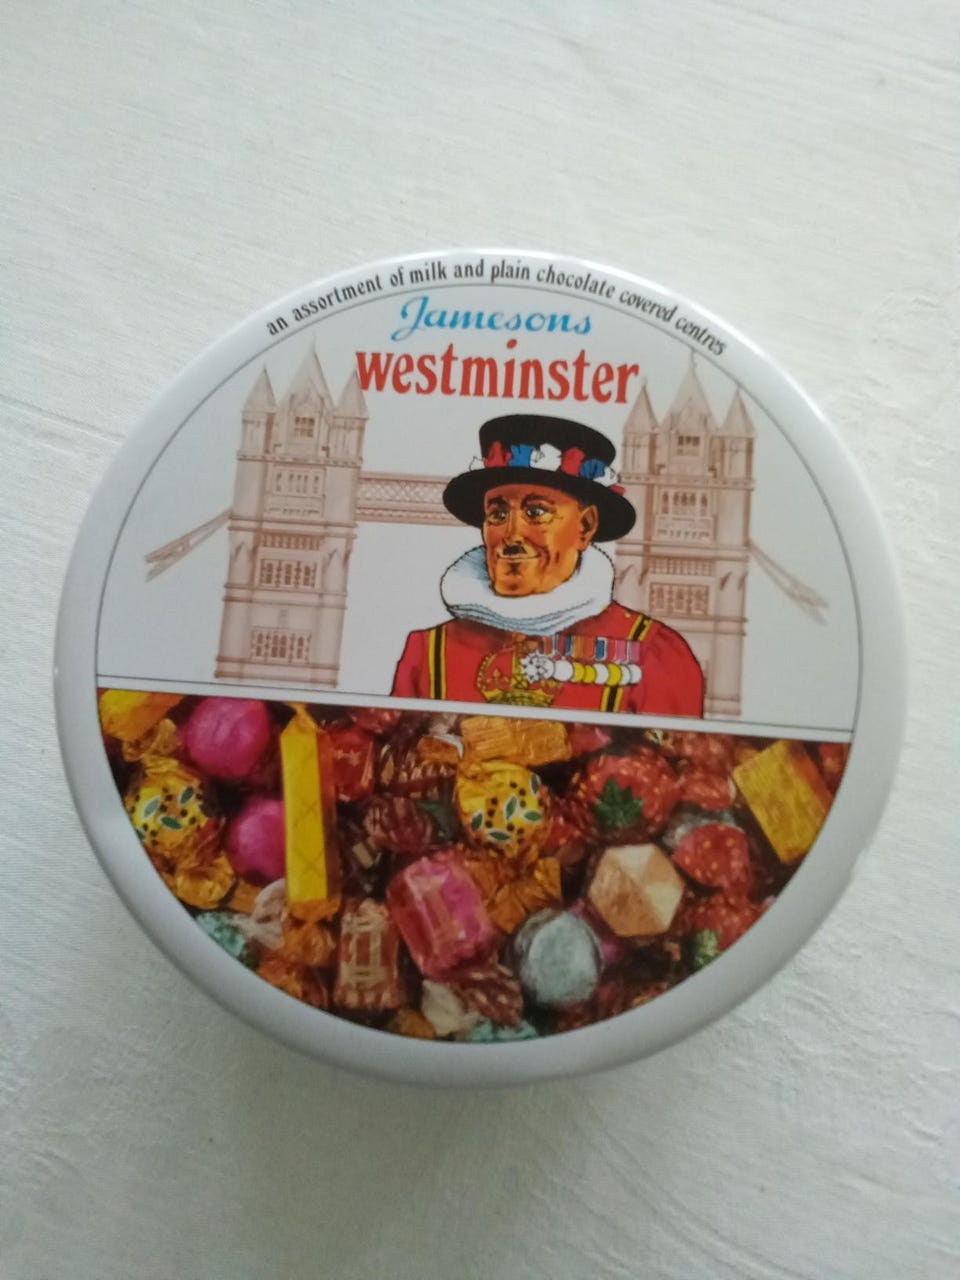 an assortment of milk and plain chocolate covered centres
Jamesons
westminster